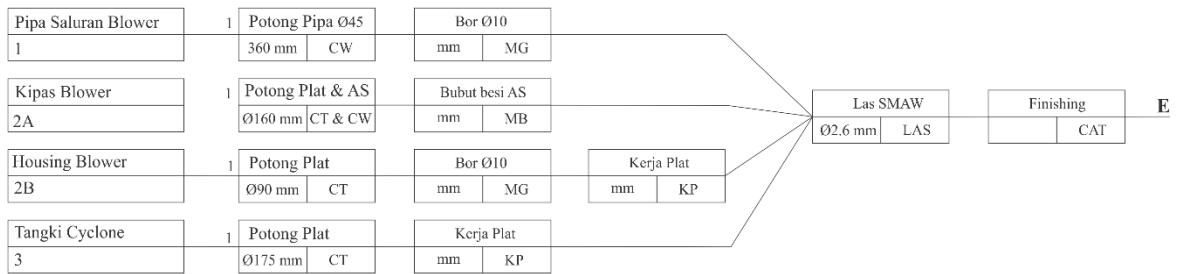 Pipa Saluran Blower 1 Potong Pipa Ø45 Bor Ø10
1 360 mm CW mm MG
Kipas Blower 1 Potong Plat & AS Bubut besi AS
2A Ø160 mm CT & CW mm MB
Las SMAW Finishing E
Ø2.6 mm LAS CAT
Housing Blower 1 Potong Plat Bor Ø10 Kerja Plat
2B Ø90 mm CT mm MG mm KP
Tangki Cyclone 1 Potong Plat Kerja Plat
3 Ø175 mm CT mm KP